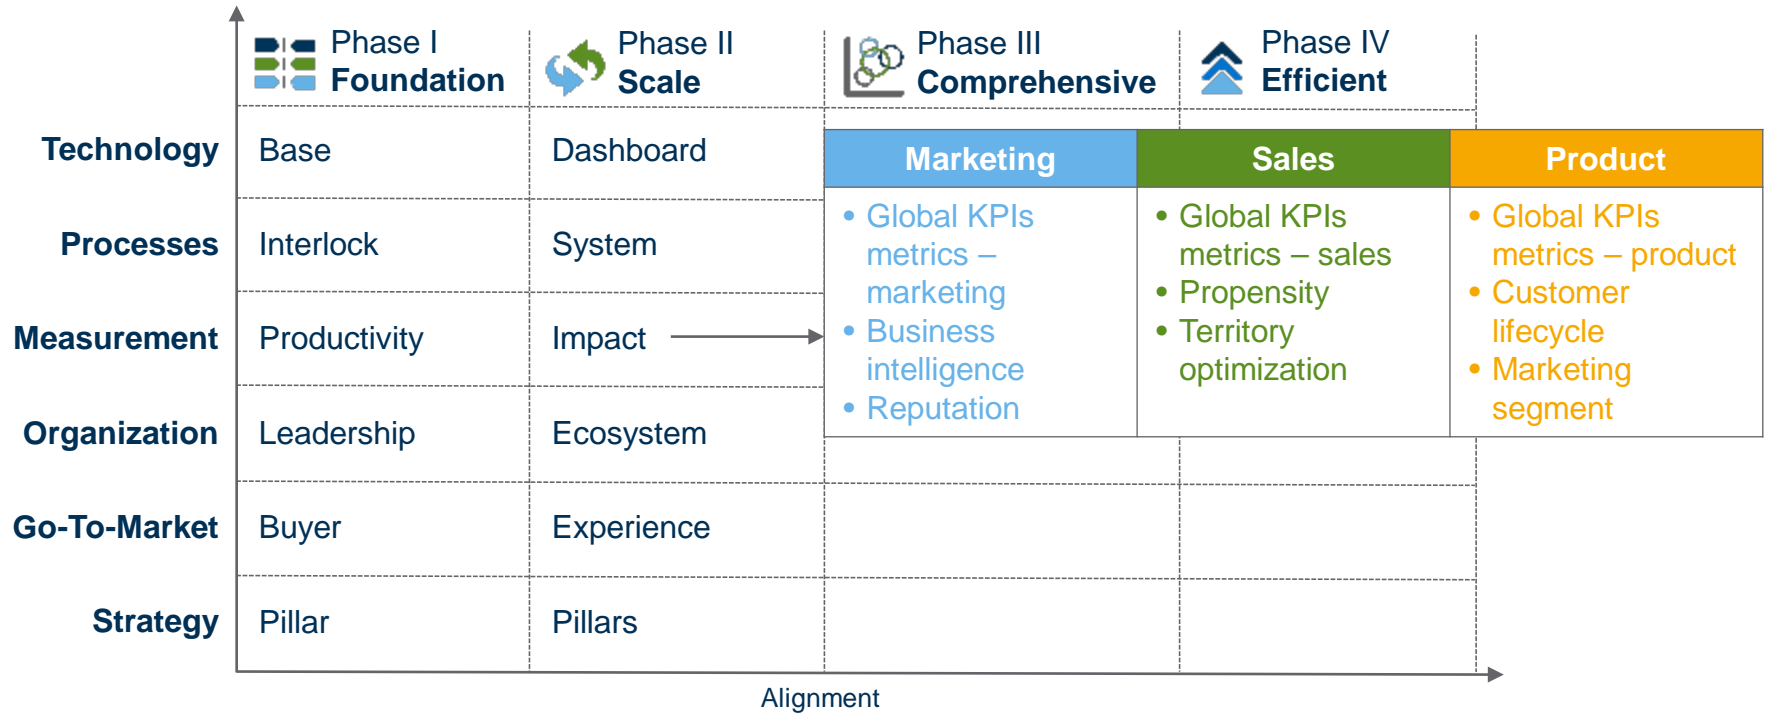 Phase I
Foundation
Phase II
Scale
Phase III
Comprehensive
Phase IV
Efficient
Technology
Base
Dashboard
Processes
Interlock
System
Measurement
Productivity
Impact
Organization
Leadership
Ecosystem
Go-To-Market
Buyer
Experience
Strategy
Pillar
Pillars
Marketing
• Global KPIs
metrics –
marketing
• Business
intelligence
• Reputation
Sales
• Global KPIs
metrics – sales
• Propensity
• Territory
optimization
Product
• Global KPIs
metrics – product
• Customer
lifecycle
• Marketing
segment
Alignment